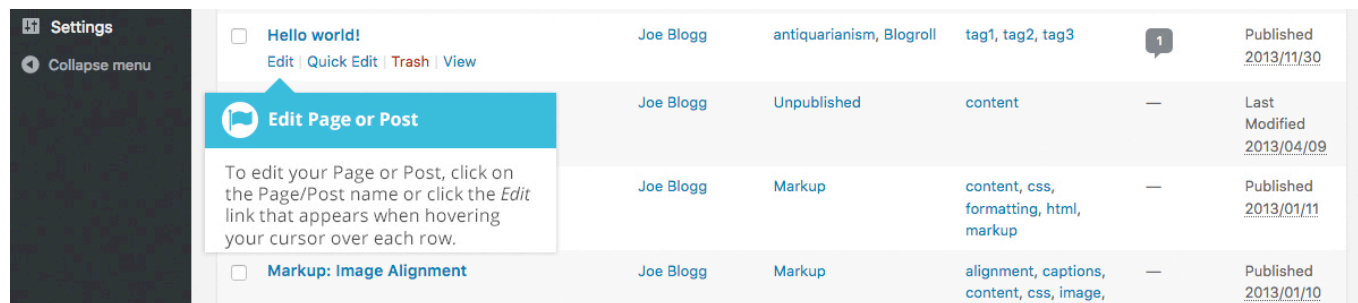 Settings
Collapse menu
Hello world! Joe Blogg antiquarianism, Blogroll tag1, tag2, tag3 1 Published
Edit | Quick Edit | Trash | View 2013/11/30
Edit Page or Post
To edit your Page or Post, click on
the Page/Post name or click the Edit
link that appears when hovering
your cursor over each row.
Joe Blogg Unpublished content — Last
Modified
2013/04/09
Joe Blogg Markup content, css, — Published
formatting, html, 2013/01/11
markup
Markup: Image Alignment Joe Blogg Markup alignment, captions, — Published
content, css, image, 2013/01/10